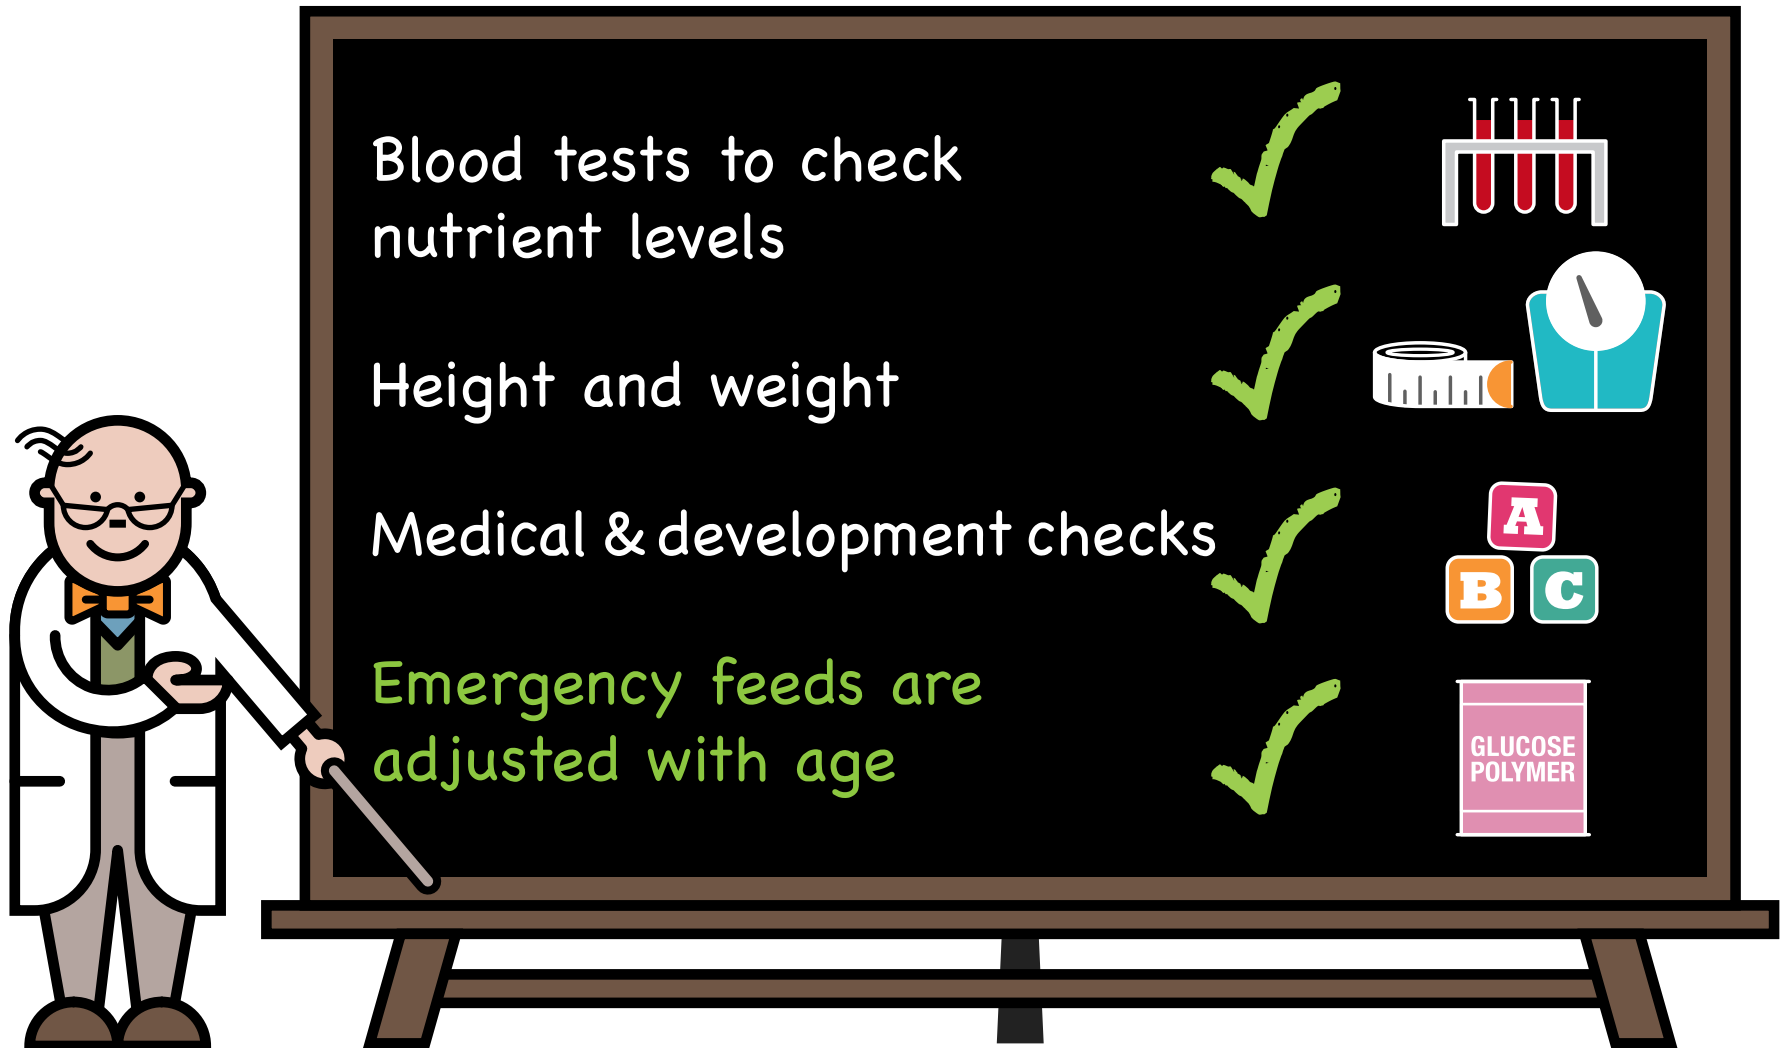 Blood tests to check
nutrient levels
Height and weight
Medical & development checks
A
B C
Emergency feeds are
adjusted with age
GLUCOSE
POLYMER